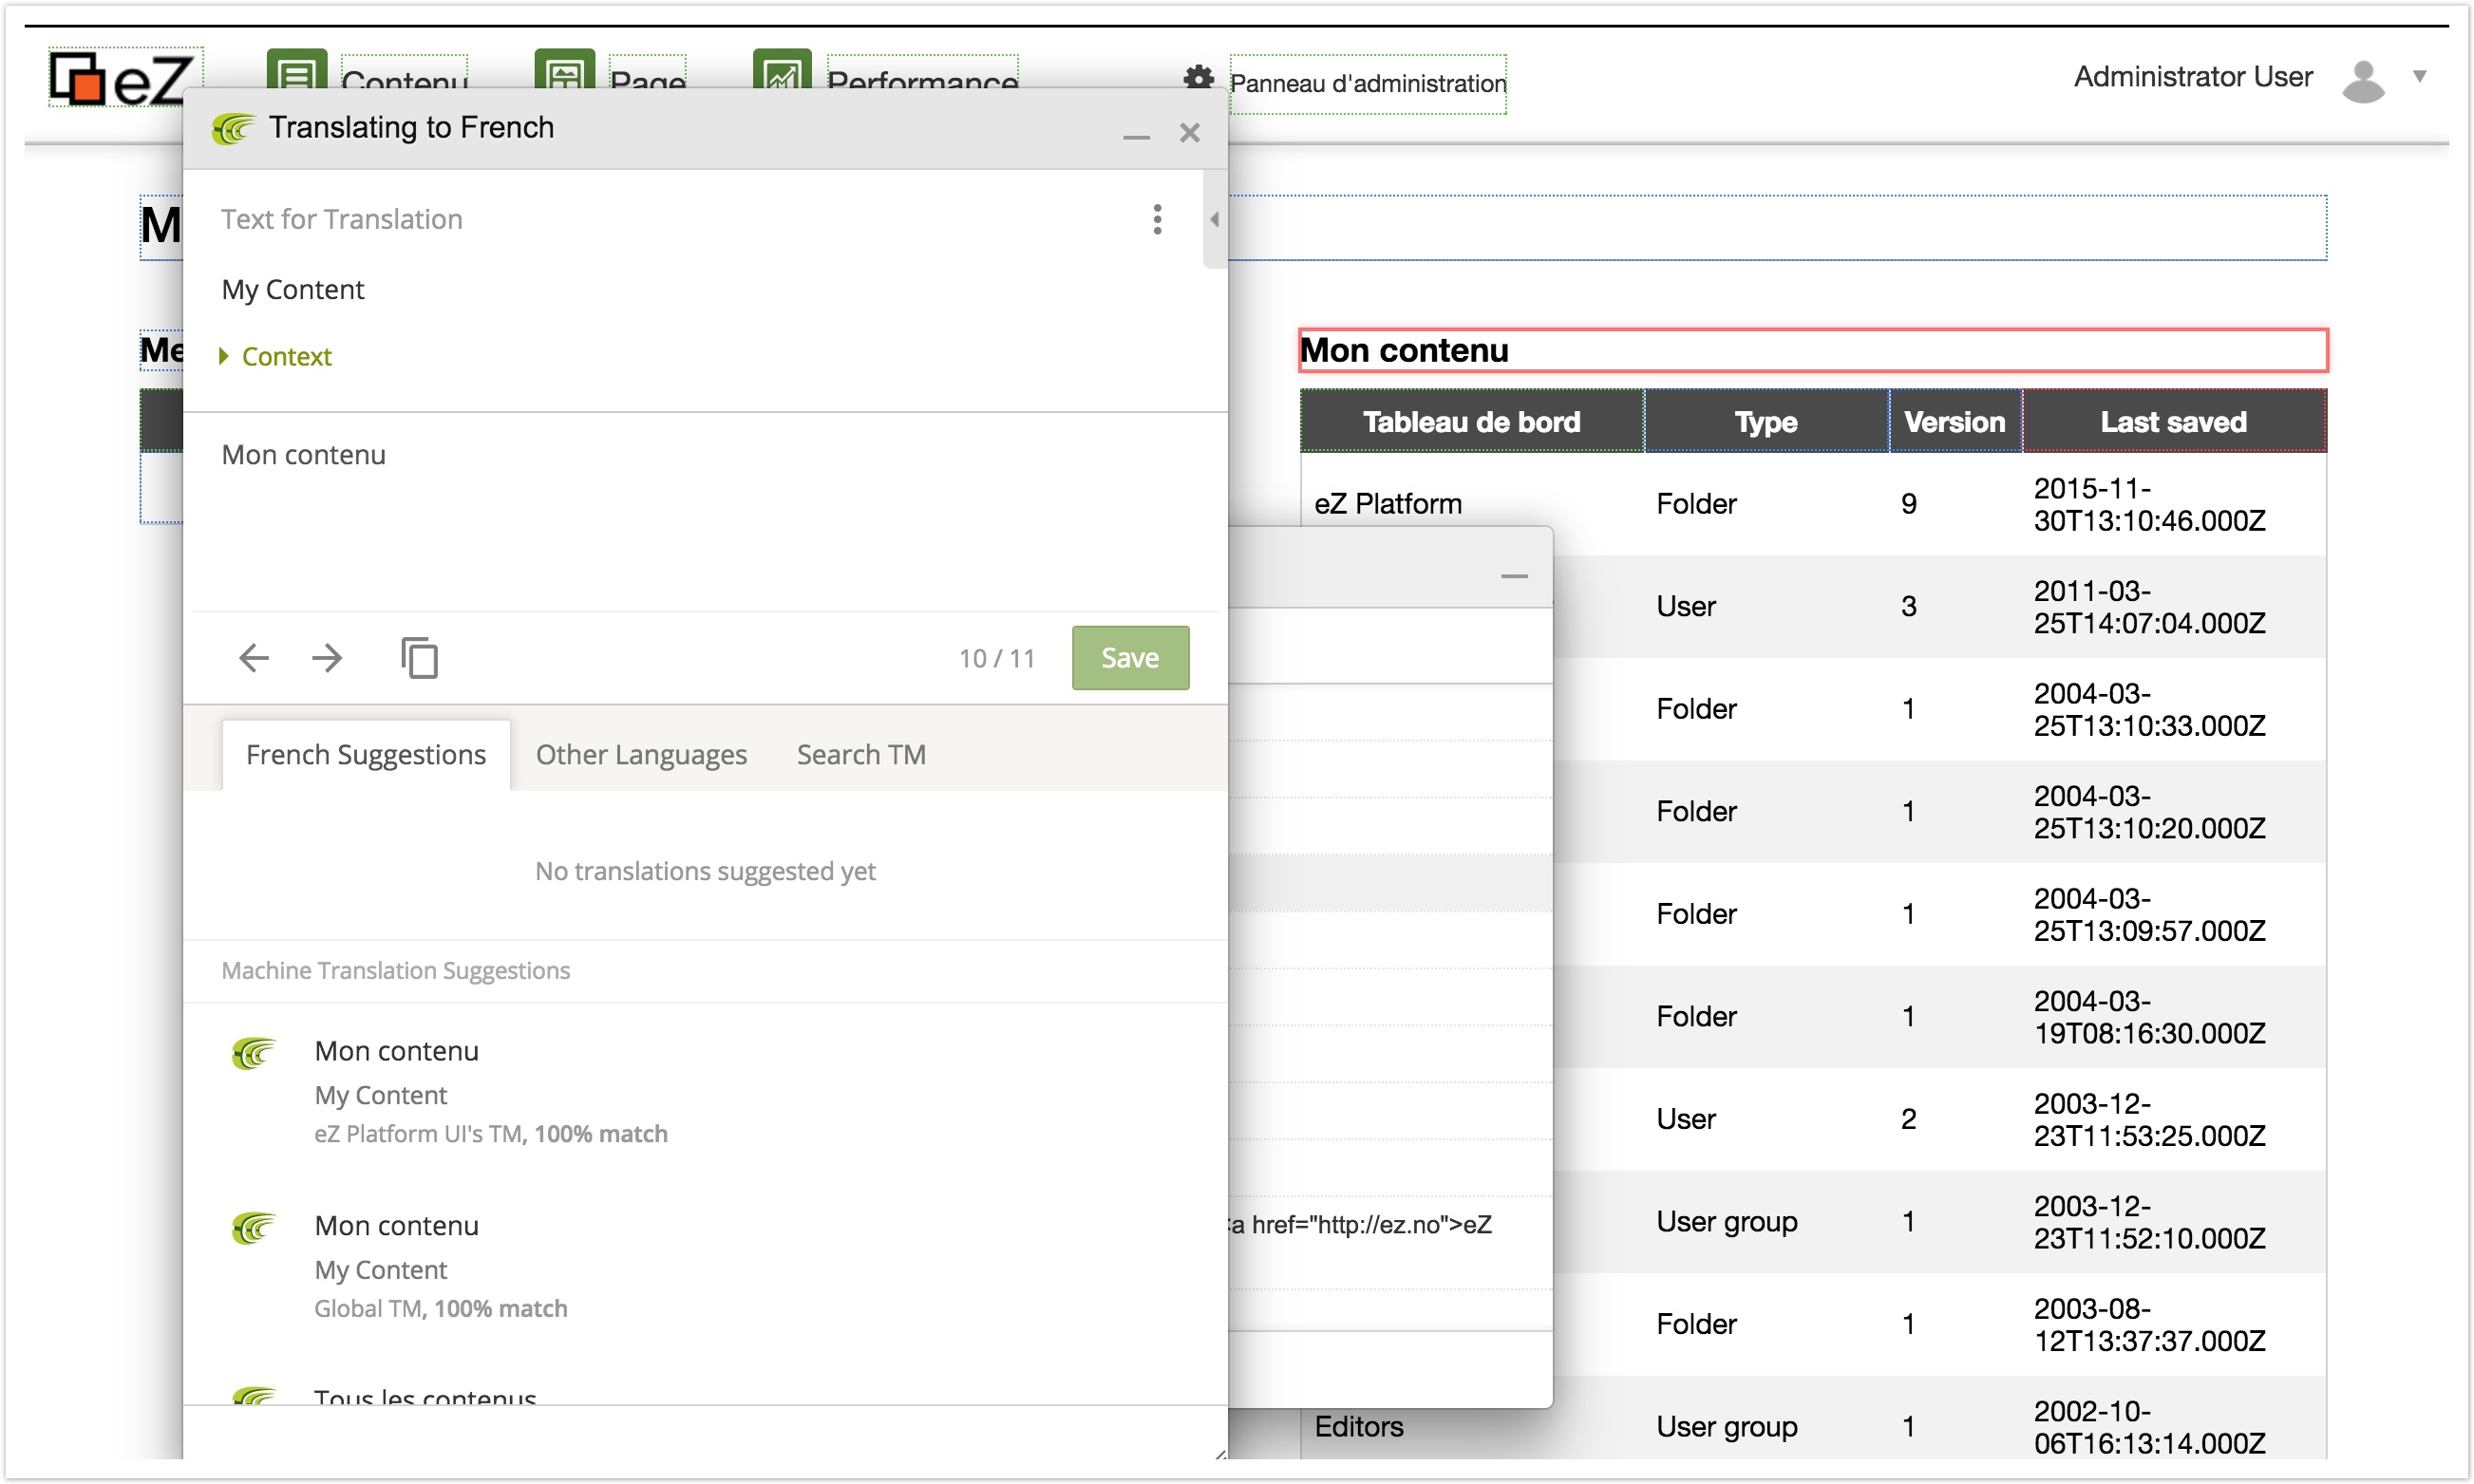 eZ
Contenu
Page
Performance
Panneau d'administration
Administrator User
Translating to French
Text for Translation
My Content
Context
Mon contenu
10 / 11
Save
French Suggestions
Other Languages
Search TM
No translations suggested yet
Machine Translation Suggestions
Mon contenu
My Content
eZ Platform UI's TM, 100% match
Mon contenu
My Content
Global TM, 100% match
Tous les contenus
a href="http://ez.no">eZ
Mon contenu
Tableau de bord Type Version Last saved
eZ Platform Folder 9 2015-11-
30T13:10:46.000Z
User 3 2011-03-
25T14:07:04.000Z
Folder 1 2004-03-
25T13:10:33.000Z
Folder 1 2004-03-
25T13:10:20.000Z
Folder 1 2004-03-
25T13:09:57.000Z
Folder 1 2004-03-
19T08:16:30.000Z
User 2 2003-12-
23T11:53:25.000Z
User group 1 2003-12-
23T11:52:10.000Z
Folder 1 2003-08-
12T13:37:37.000Z
Editors User group 1 2002-10-
06T16:13:14.000Z